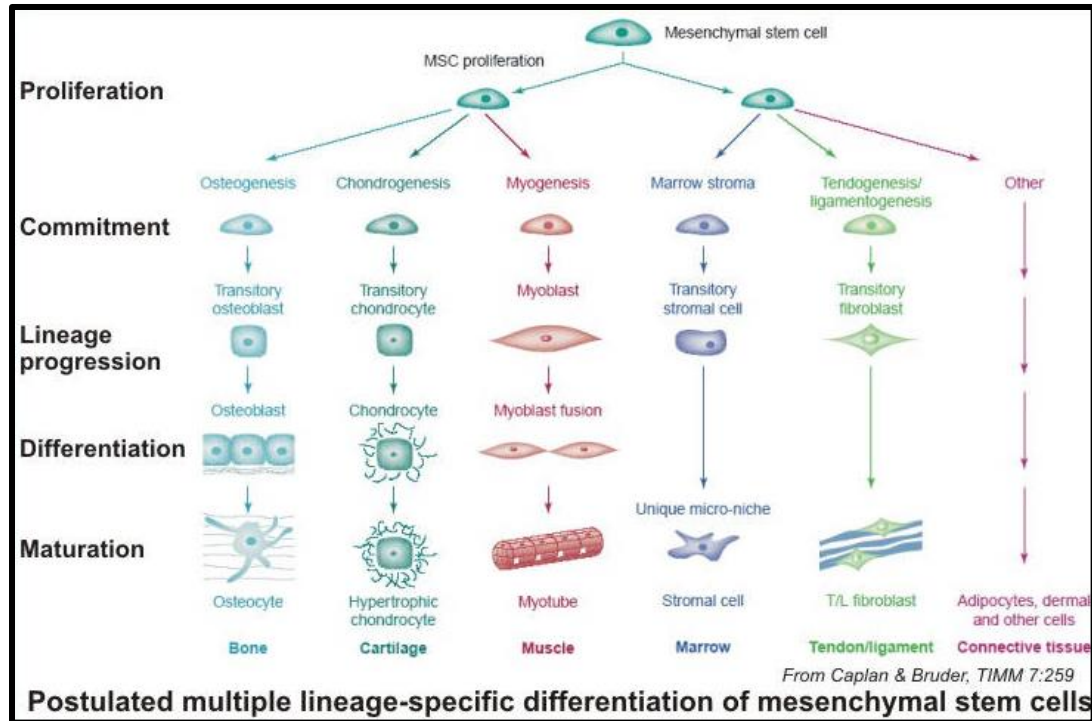 Mesenchymal stem cell
MSC proliferation
Proliferation
Osteogenesis
Chondrogenesis
Myogenesis
Marrow stroma
Tendogenesis/
ligamentogenesis
Other
Commitment
Transitory
osteoblast
Transitory
chondrocyte
Myoblast
Transitory
stromal cell
Transitory
fibroblast
Lineage
progression
Osteoblast
Chondrocyte
Myoblast fusion
Differentiation
Unique micro-niche
Maturation
Osteocyte
Hypertrophic
chondrocyte
Myotube
Stromal cell
T/L fibroblast
Adipocytes, dermal
and other cells
Bone
Cartilage
Muscle
Marrow
Tendon/ligament
Connective tissue
From Caplan & Bruder, TIMM 7:259
Postulated multiple lineage-specific differentiation of mesenchymal stem cells